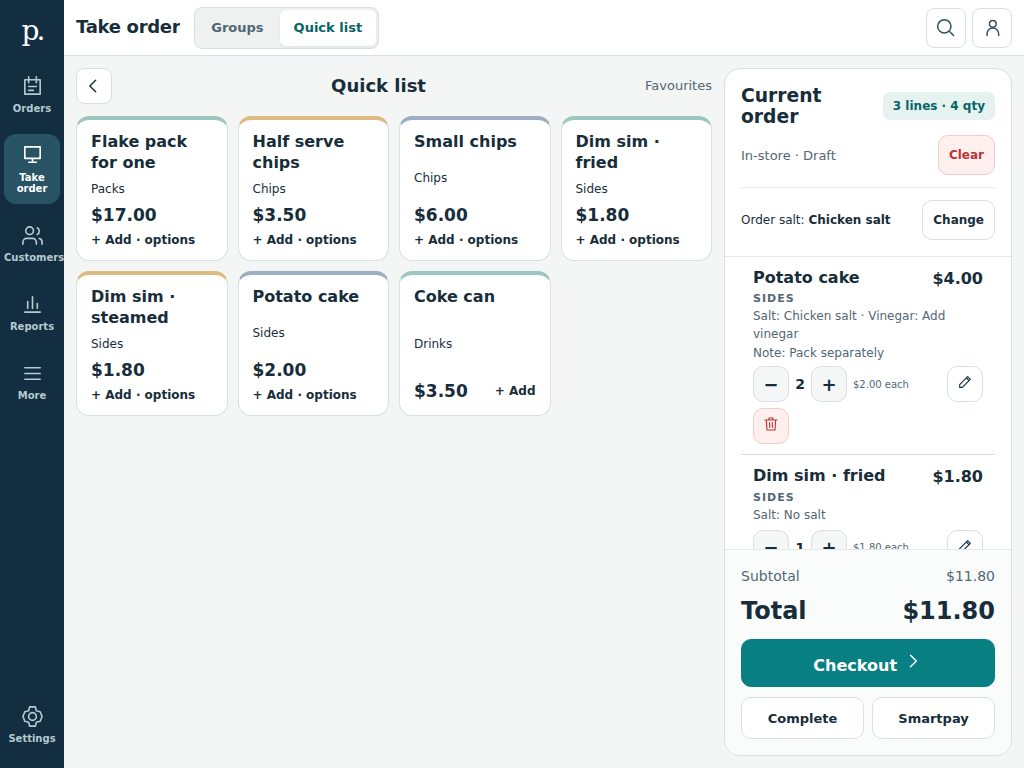 p.
Orders
Take
order
Customers
Reports
More
Settings
Take order
Groups
Quick list
Quick list
Favourites
Flake pack
for one
Packs
$17.00
+ Add · options
Half serve
chips
Chips
$3.50
+ Add · options
Small chips
Chips
$6.00
+ Add · options
Dim sim ·
fried
Sides
$1.80
+ Add · options
Dim sim ·
steamed
Sides
$1.80
+ Add · options
Potato cake
Sides
$2.00
+ Add · options
Coke can
Drinks
$3.50 + Add
Current
order
3 lines · 4 qty
In-store · Draft
Clear
Order salt: Chicken salt
Change
Potato cake $4.00
SIDES
Salt: Chicken salt · Vinegar: Add
vinegar
Note: Pack separately
− 2 + $2.00 each
Dim sim · fried $1.80
SIDES
Salt: No salt
− 1 + $1.80 each
Subtotal $11.80
Total $11.80
Checkout
Complete
Smartpay